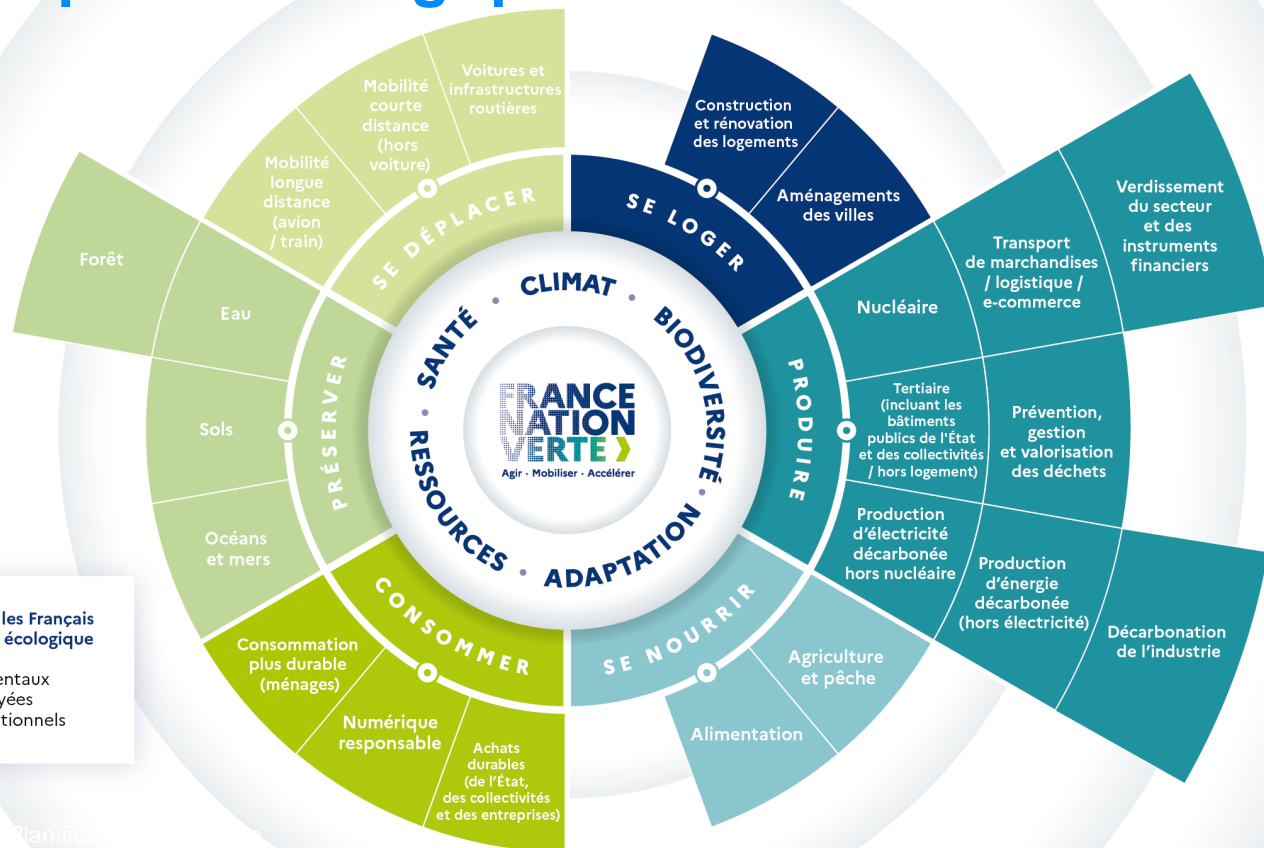 Voitures et
infrastructures
routières
Mobilité
courte
distance
(hors
voiture)
Mobilité
longue
distance
(avion
/ train)
SE DÉPLACER
Construction
et rénovation
des logements
Aménagements
des villes
SE LOGER
Verdissement
du secteur
et des
instruments
financiers
Transport
de marchandises
/ logistique /
e-commerce
Nucléaire
Tertiaire
(incluant les
bâtiments
publics de l'État
et des collectivités
/ hors logement)
Prévention,
gestion
et valorisation
des déchets
Production
d'électricité
décarbonée
hors nucléaire
Production
d'énergie
décarbonée
(hors électricité)
Décarbonation
de l'industrie
PRODUIRE
Agriculture
et pêche
Alimentation
SE NOURRIR
Consommation
plus durable
(ménages)
Numérique
responsable
Achats
durables
(de l'État,
des collectivités
et des entreprises)
CONSOMMER
Forêt
Eau
Sols
Océans
et mers
PRÉSERVER
CLIMAT
BIODIVERSITÉ
ADAPTATION
RESSOURCES
SANTÉ
FRANCE
NATION
VERTE
Agir · Mobiliser · Accélérer
les Français
écologique